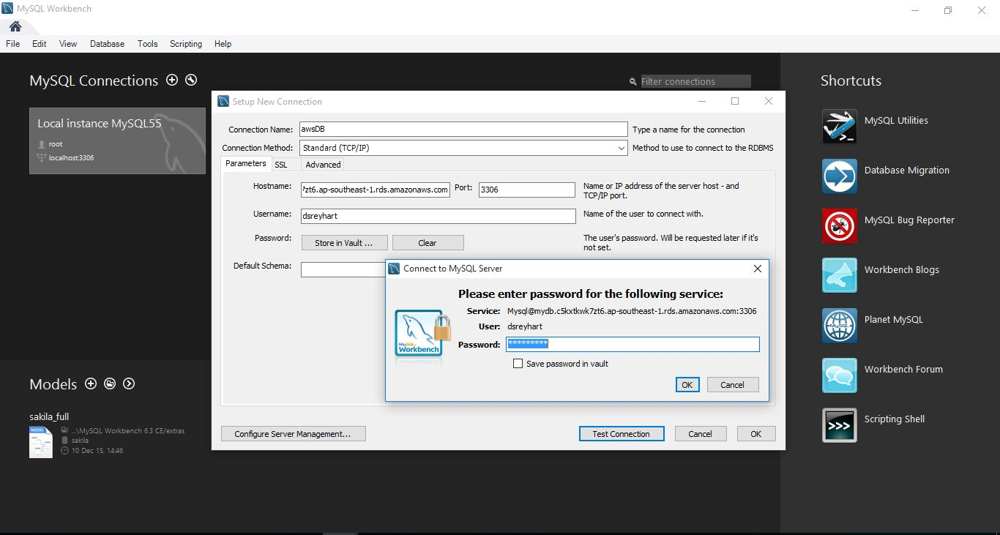 MySQL Workbench
File Edit View Database Tools Scripting Help
MySQL Connections
Filter connections
Local instance MySQL55
root
localhost:3306
Setup New Connection
Connection Name: awsDB Type a name for the connection
Connection Method: Standard (TCP/IP) Method to use to connect to the RDBMS
Parameters SSL Advanced
Hostname: 7zt6.ap-southeast-1.rds.amazonaws.com Port: 3306 Name or IP address of the server host - and
TCP/IP port.
Username: dsreyhart Name of the user to connect with.
Password: Store in Vault ... Clear The user's password. Will be requested later if it's
not set.
Default Schema:
Connect to MySQL Server
Please enter password for the following service:
Service: Mysql@mydb.c5kxtkwk7zt6.ap-southeast-1.rds.amazonaws.com:3306
User: dsreyhart
Password: *********
MySQL
Workbench
Save password in vault
OK Cancel
Configure Server Management... Test Connection Cancel OK
Models
sakila_full
MODEL
...\MySQL Workbench 6.3 CE/extras
sakila
10 Dec 15, 14:46
Shortcuts
MySQL Utilities
Database Migration
MySQL Bug Reporter
Workbench Blogs
MySQL
Planet MySQL
Workbench Forum
>>>
Scripting Shell